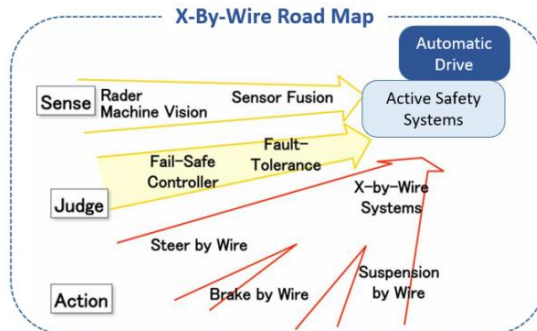 X-By-Wire Road Map
Automatic
Drive
Active Safety
Systems
Sense
Rader
Machine Vision
Sensor Fusion
Fault-
Tolerance
Fail-Safe
Controller
Judge
X-by-Wire
Systems
Steer by Wire
Action
Brake by Wire
Suspension
by Wire